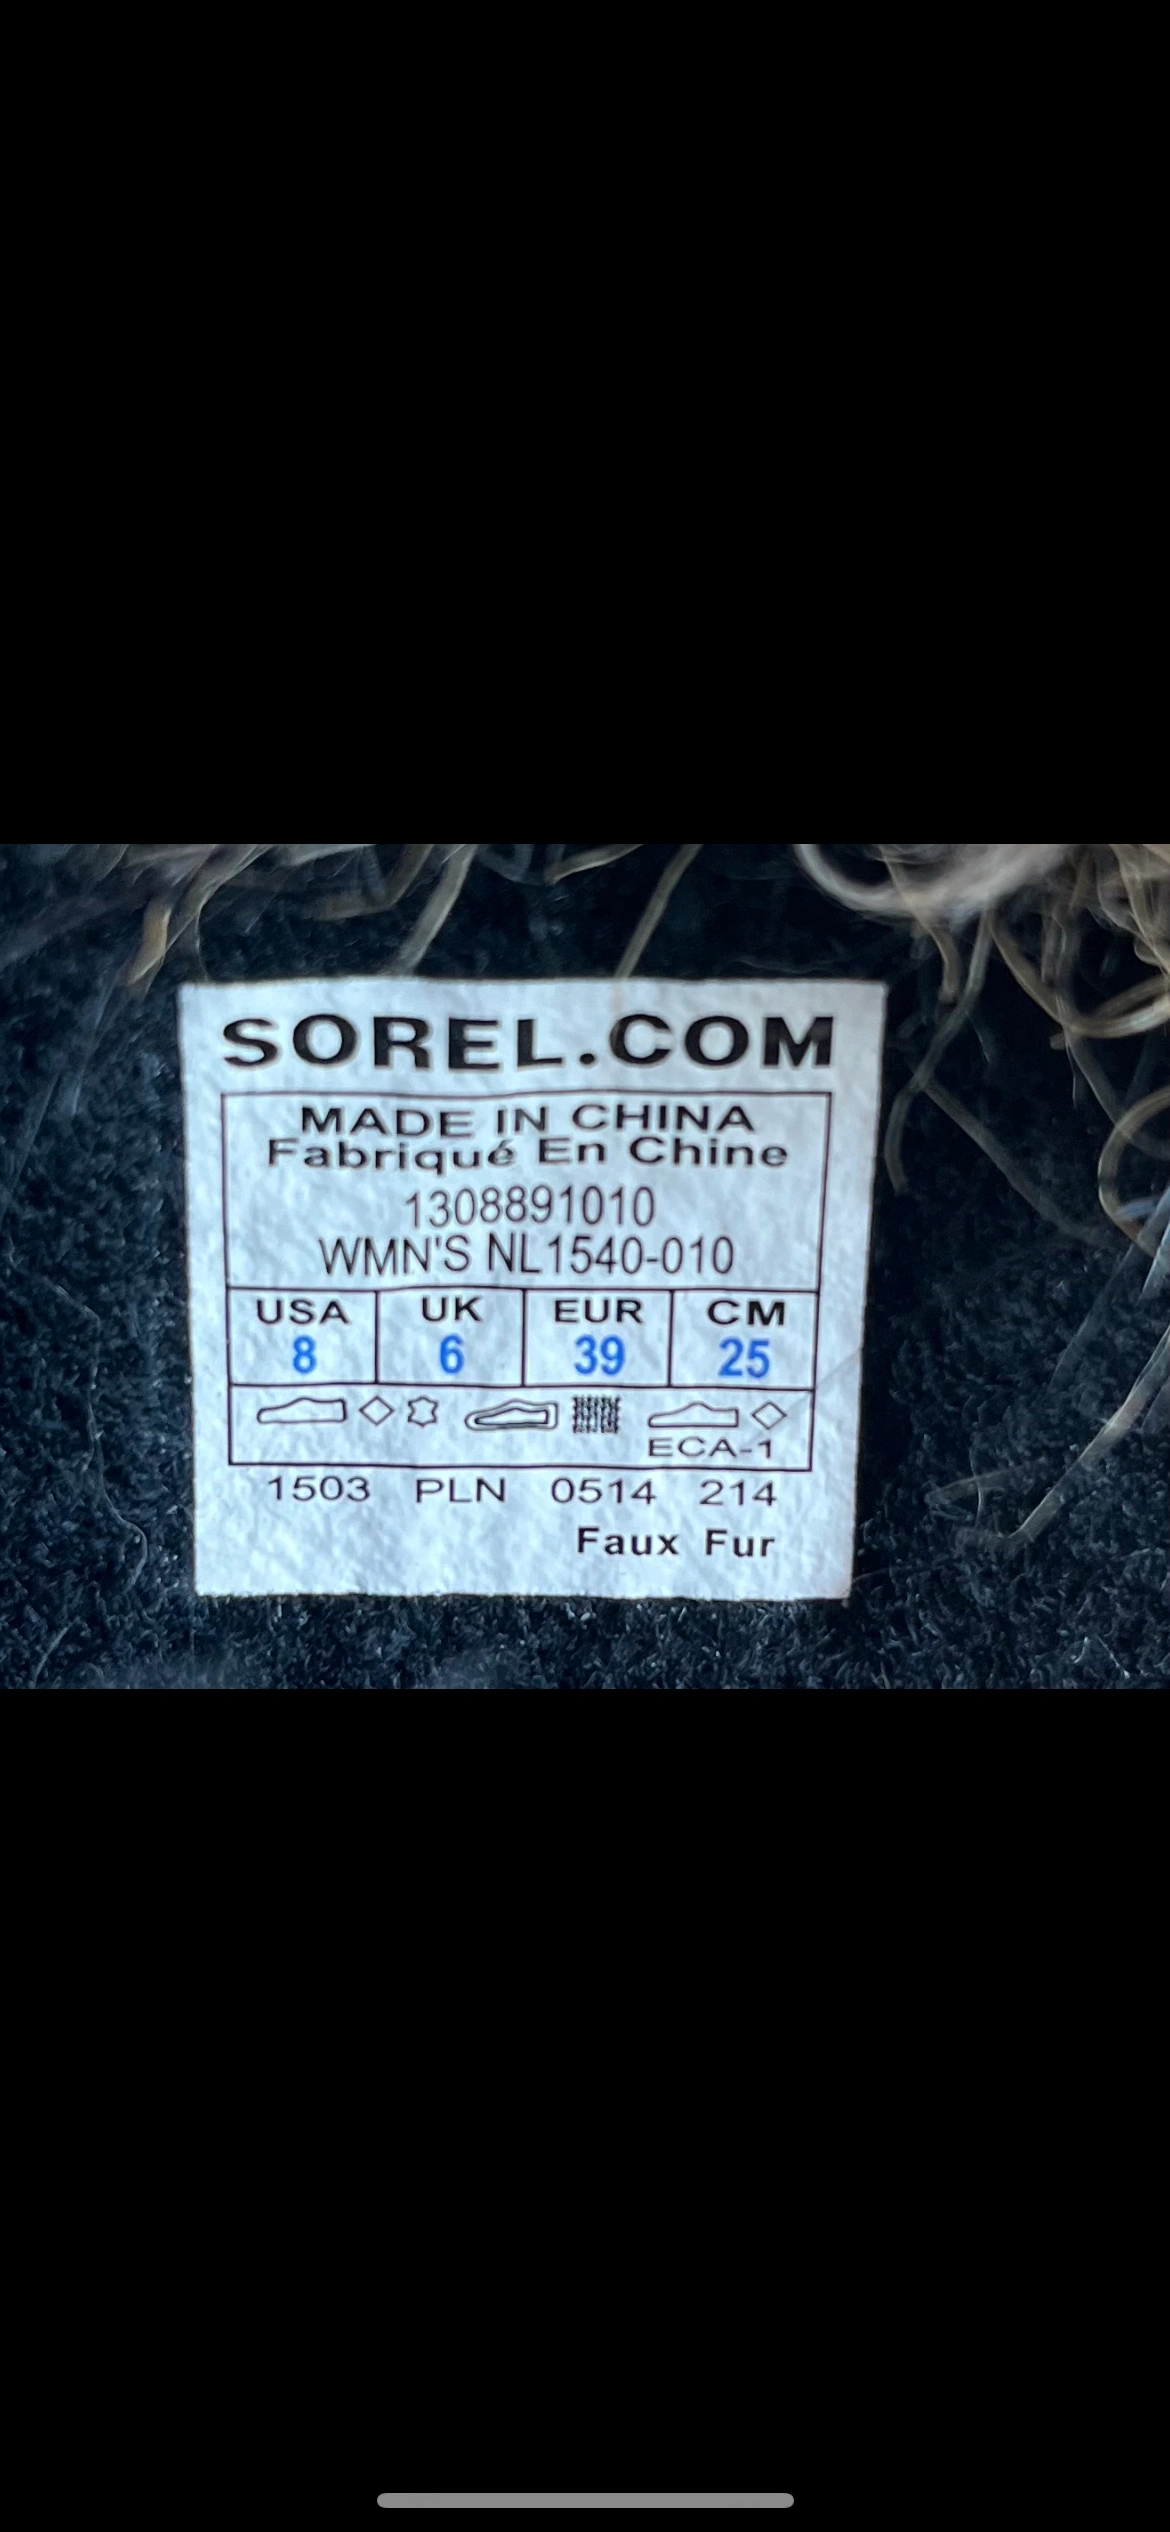 SOREL.COM
MADE IN CHINA
Fabriqué En Chine
1308891010
WMN'S NL1540-010
USA UK EUR CM
8 6 39 25
ECA-1
1503 PLN 0514 214
Faux Fur